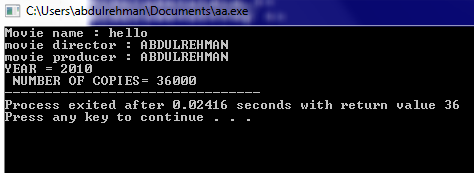 C:\Users\abdulrehman\Documents\aa.exe
Movie name : hello
movie director : ABDULREHMAN
movie producer : ABDULREHMAN
YEAR = 2010
 NUMBER OF COPIES= 36000
--------------------------------
Process exited after 0.02416 seconds with return value 36
Press any key to continue . . .